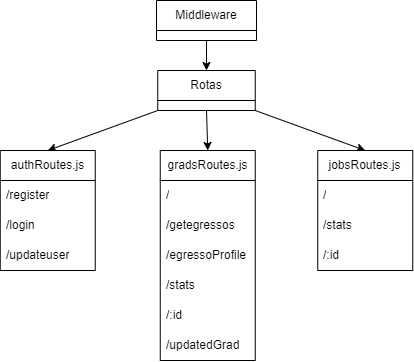 Middleware
Rotas
authRoutes.js
/register
/login
/updateuser
gradsRoutes.js
/
/getegressos
/egressoProfile
/stats
/:id
/updatedGrad
jobsRoutes.js
/
/stats
/:id